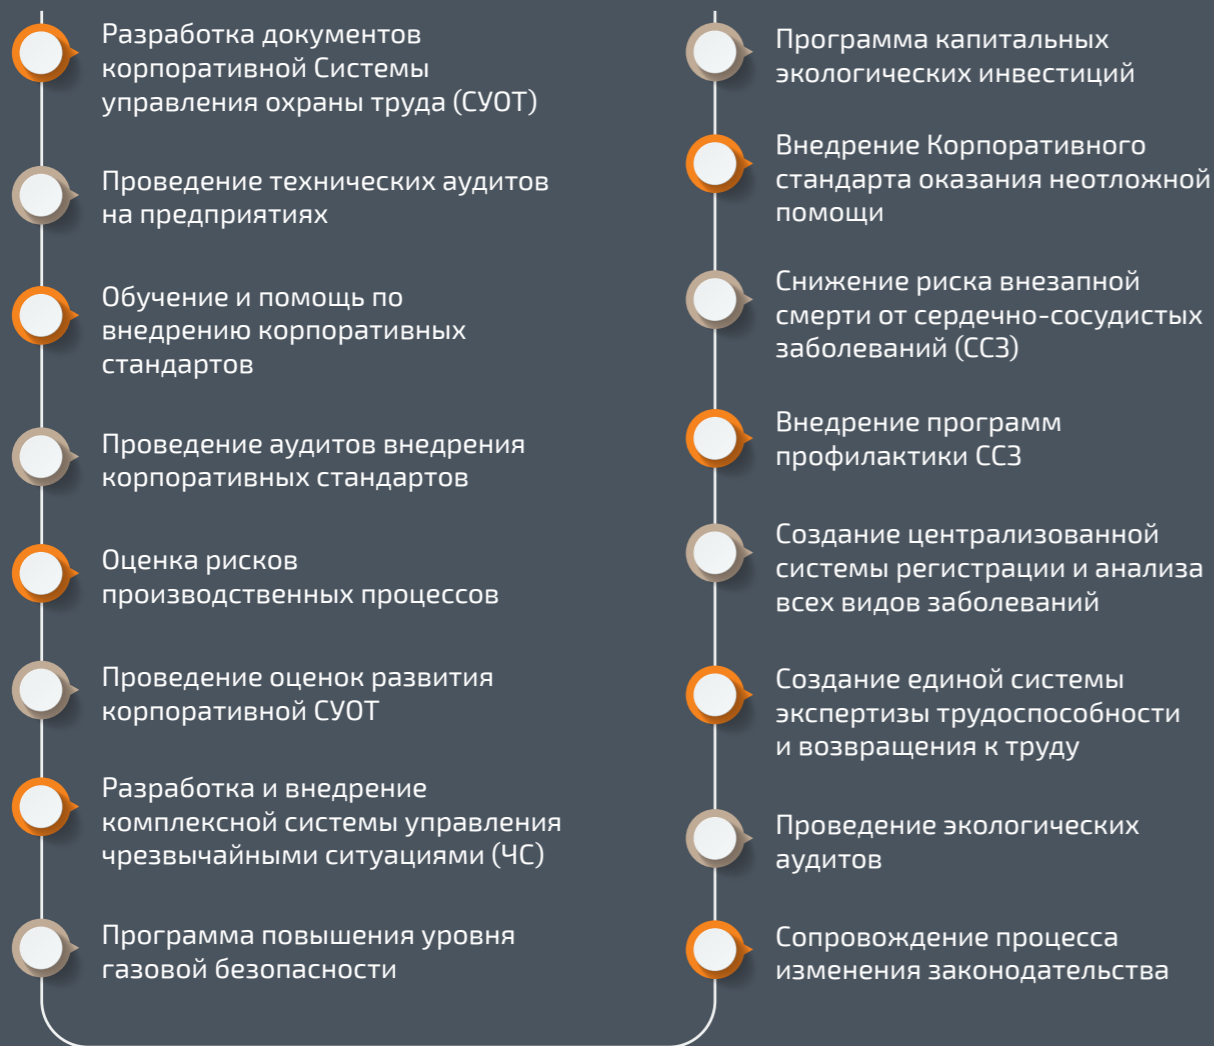 Разработка документов
корпоративной Системы
управления охраны труда (СУОТ)
Проведение технических аудитов
на предприятиях
Обучение и помощь по
внедрению корпоративных
стандартов
Проведение аудитов внедрения
корпоративных стандартов
Оценка рисков
производственных процессов
Проведение оценок развития
корпоративной СУОТ
Разработка и внедрение
комплексной системы управления
чрезвычайными ситуациями (ЧС)
Программа повышения уровня
газовой безопасности
Программа капитальных
экологических инвестиций
Внедрение Корпоративного
стандарта оказания неотложной
помощи
Снижение риска внезапной
смерти от сердечно-сосудистых
заболеваний (ССЗ)
Внедрение программ
профилактики ССЗ
Создание централизованной
системы регистрации и анализа
всех видов заболеваний
Создание единой системы
экспертизы трудоспособности
и возвращения к труду
Проведение экологических
аудитов
Сопровождение процесса
изменения законодательства